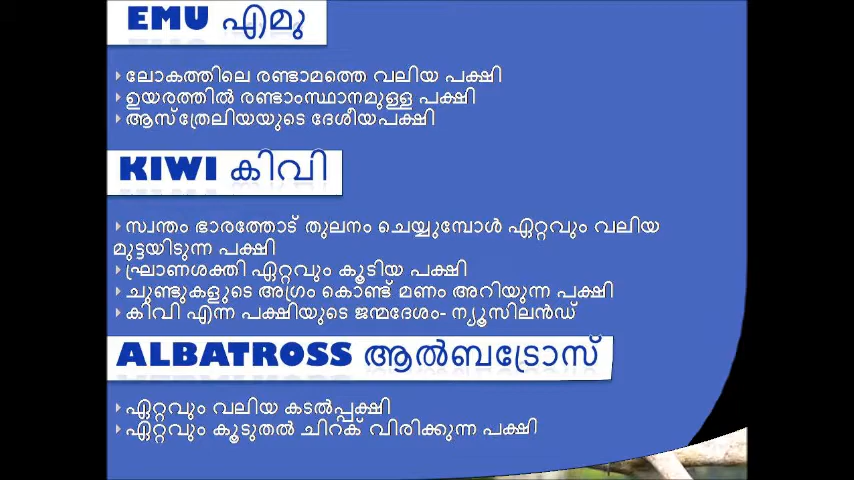 EMU എമു
ലോകത്തിലെ രണ്ടാമത്തെ വലിയ പക്ഷി
ഉയരത്തിൽ രണ്ടാംസ്ഥാനമുള്ള പക്ഷി
ആസ്ത്രേലിയയുടെ ദേശീയപക്ഷി
KIWI കിവി
സ്വന്തം ഭാരത്തോട് തുലനം ചെയ്യുമ്പോൾ ഏറ്റവും വലിയ
മുട്ടയിടുന്ന പക്ഷി
ഘ്രാണശക്തി ഏറ്റവും കൂടിയ പക്ഷി
ചുണ്ടുകളുടെ അഗ്രം കൊണ്ട് മണം അറിയുന്ന പക്ഷി
കിവി എന്ന പക്ഷിയുടെ ജന്മദേശം- ന്യൂസിലൻഡ്
ALBATROSS ആൽബട്രോസ്
ഏറ്റവും വലിയ കടൽപ്പക്ഷി
ഏറ്റവും കൂടുതൽ ചിറക് വിരിക്കുന്ന പക്ഷി